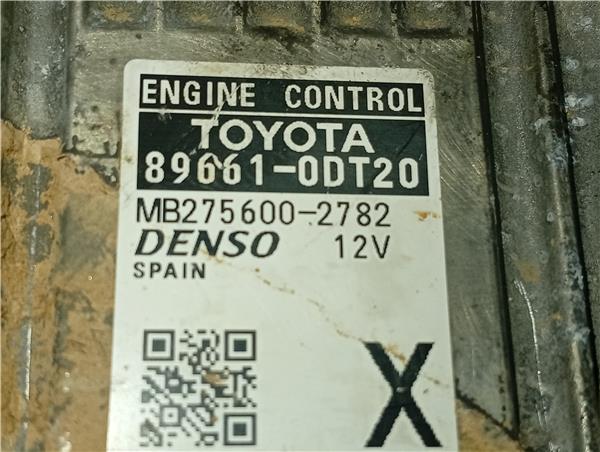 ENGINE CONTROL
TOYOTA
89661-0DT20
MB275600-2782
DENSO 12V
SPAIN
X